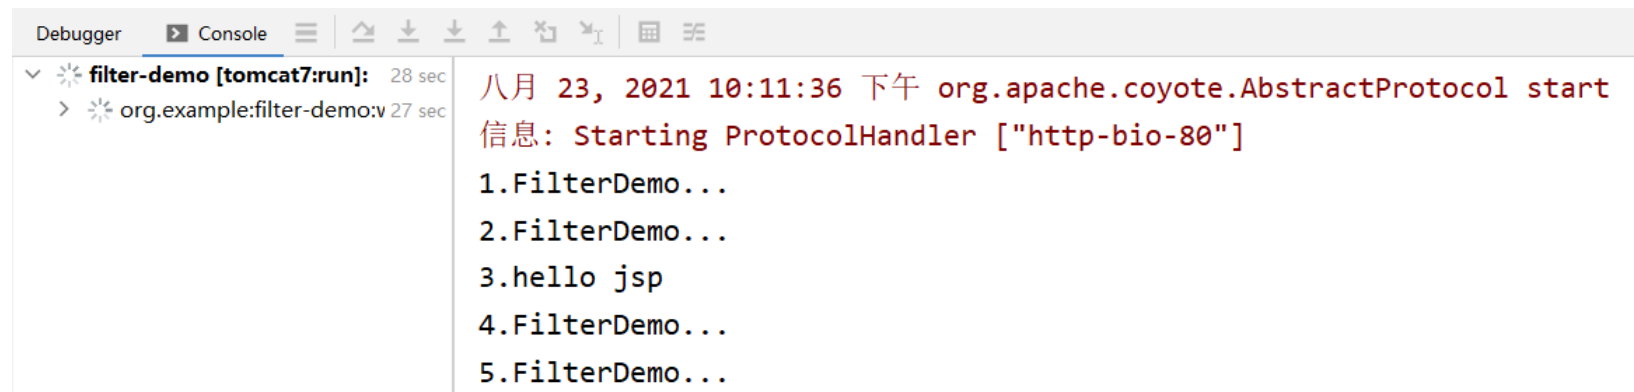 Debugger Console
filter-demo [tomcat7:run]: 28 sec
org.example:filter-demo:v 27 sec
八月 23, 2021 10:11:36 下午 org.apache.coyote.AbstractProtocol start
信息: Starting ProtocolHandler ["http-bio-80"]
1.FilterDemo...
2.FilterDemo...
3.hello jsp
4.FilterDemo...
5.FilterDemo...